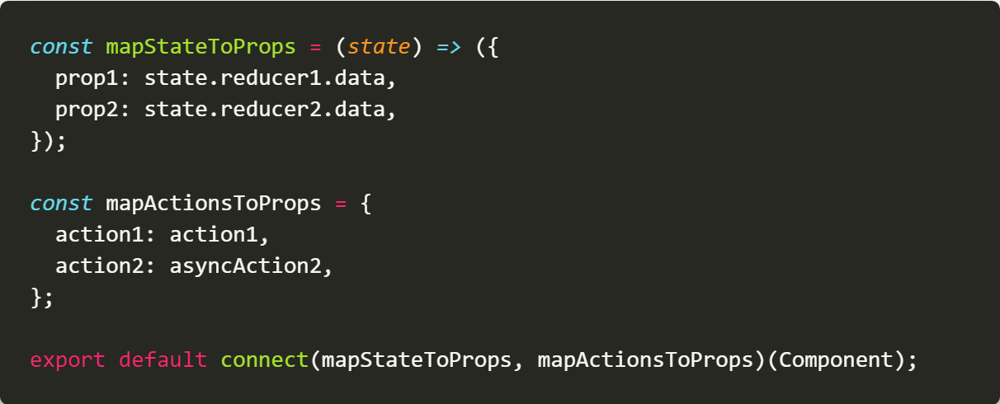 const mapStateToProps = (state) => ({
  prop1: state.reducer1.data,
  prop2: state.reducer2.data,
});

const mapActionsToProps = {
  action1: action1,
  action2: asyncAction2,
};

export default connect(mapStateToProps, mapActionsToProps)(Component);